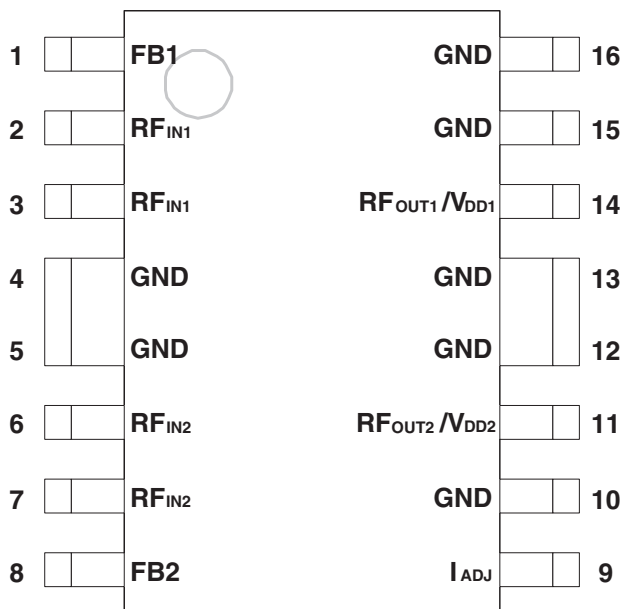 1 FB1 GND 16
2 RFIN1 GND 15
3 RFIN1 RFOUT1/VDD1 14
4 GND GND 13
5 GND GND 12
6 RFIN2 RFOUT2/VDD2 11
7 RFIN2 GND 10
8 FB2 IADJ 9